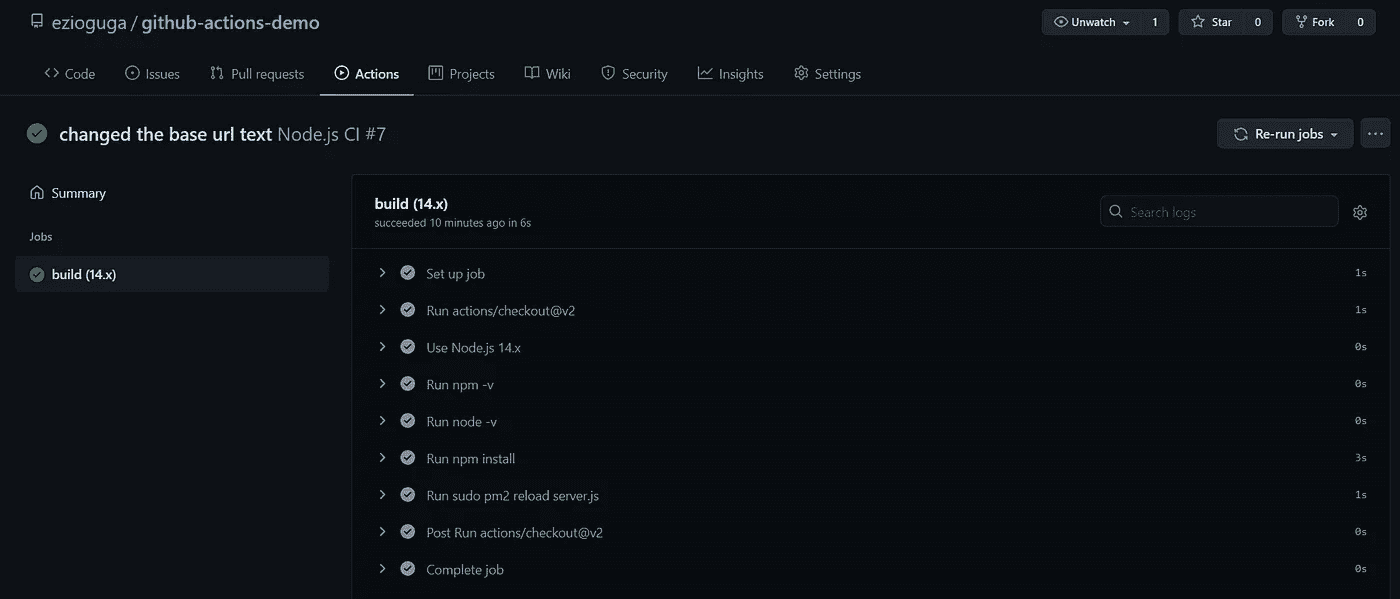 ezioguga / github-actions-demo
Unwatch 1 Star 0 Fork 0
Code Issues Pull requests Actions Projects Wiki Security Insights Settings
changed the base url text Node.js CI #7
Re-run jobs
Summary
Jobs
build (14.x)
build (14.x)
succeeded 10 minutes ago in 6s
Search logs
Set up job 1s
Run actions/checkout@v2 1s
Use Node.js 14.x 0s
Run npm -v 0s
Run node -v 0s
Run npm install 3s
Run sudo pm2 reload server.js 1s
Post Run actions/checkout@v2 0s
Complete job 0s